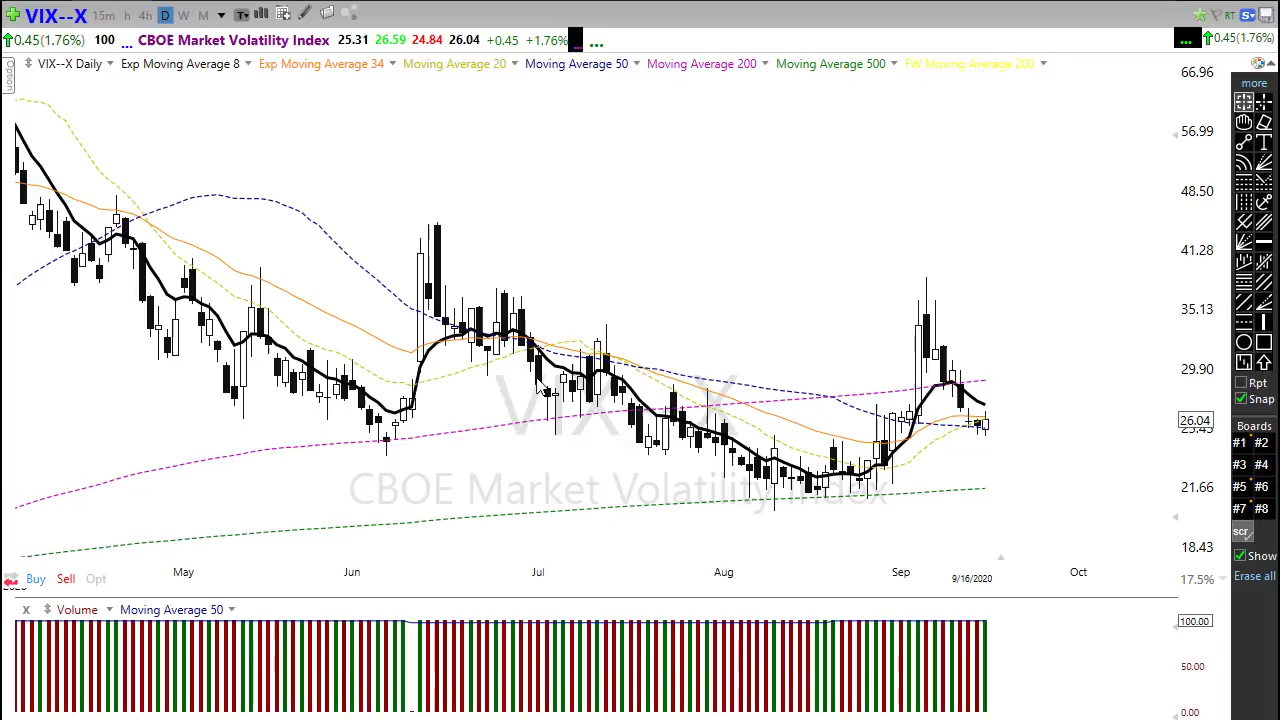 VIX--X 15m h 4h D W M T RT S
0.45(1.76%) 100 ... CBOE Market Volatility Index 25.31 26.59 24.84 26.04 +0.45 +1.76% ... ... 0.45(1.76%)
Option
VIX--X Daily Exp Moving Average 8 Exp Moving Average 34 Moving Average 20 Moving Average 50 Moving Average 200 Moving Average 500 FW Moving Average 200
66.96
56.99
48.50
41.28
35.13
29.90
26.04
25.45
21.66
18.43
17.5%
VIX--X
CBOE Market Volatility Index
May Jun Jul Aug Sep 9/16/2020 Oct
Buy Sell Opt
X Volume Moving Average 50
100.00
50.00
0.00
more
T
Rpt
Snap
Boards
#1 #2
#3 #4
#5 #6
#7 #8
scr
Show
Erase all